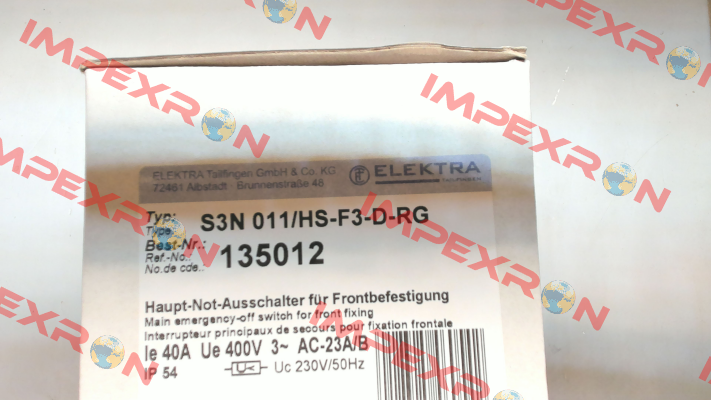 ELEKTRA Tailfingen GmbH & Co. KG
72461 Albstadt Brunnenstraße 48
ELEKTRA
TAILFINGEN
Typ:
Type:
S3N 011/HS-F3-D-RG
Best-Nr.:
Ref.-No.:
No.de cde.:
135012
Haupt-Not-Ausschalter für Frontbefestigung
Main emergency-off switch for front fixing
Interrupteur principaux de secours pour fixation frontale
Ie 40A Ue 400V 3~ AC-23A/B
IP 54 Uc 230V/50Hz
IMPEXRON
IMPEXRON
IMPEXRON
IMPEXRON
IMPEXRON
IMPEXRON
IMPEXRON